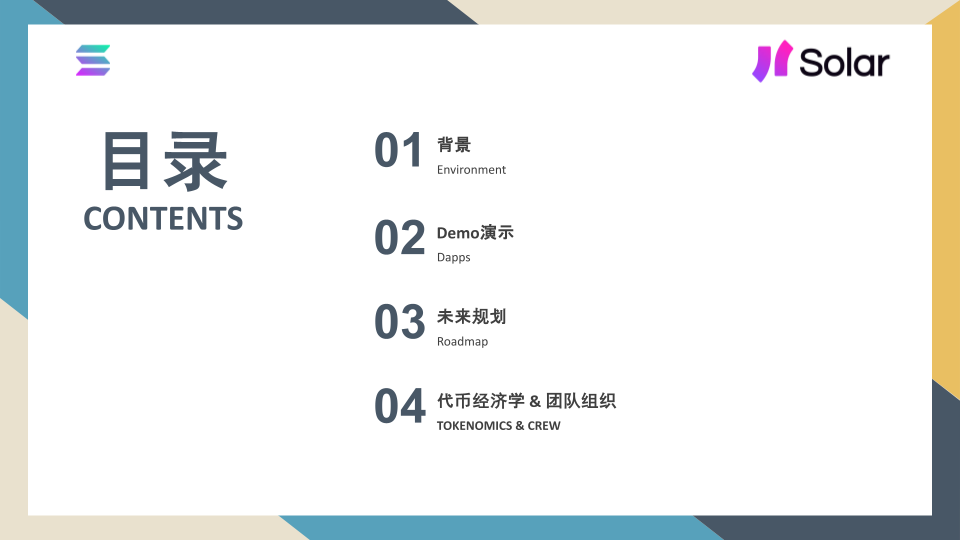 Solar
目录
CONTENTS
01
背景
Environment
02
Demo演示
Dapps
03
未来规划
Roadmap
04
代币经济学 & 团队组织
TOKENOMICS & CREW